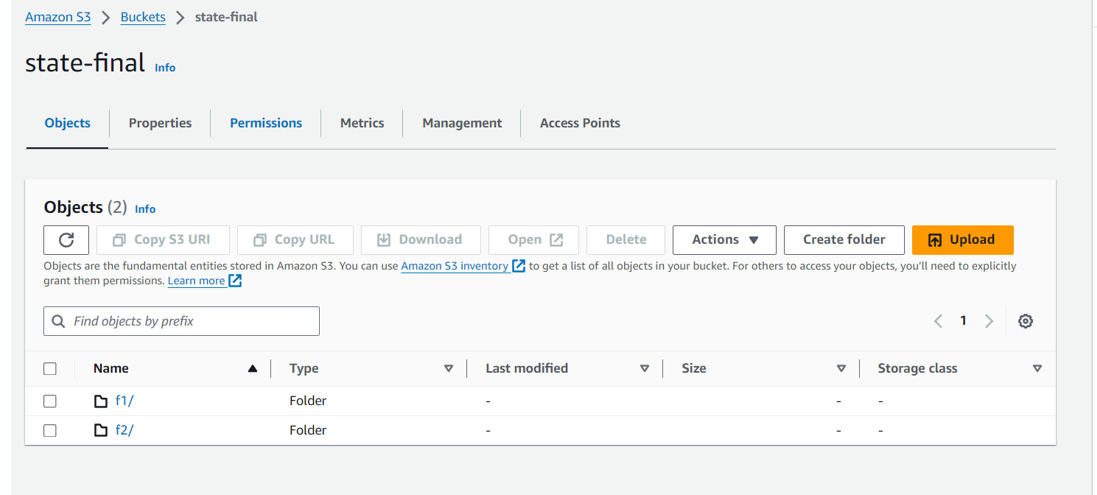 Amazon S3 > Buckets > state-final
state-final Info
Objects Properties Permissions Metrics Management Access Points
Objects (2) Info
Copy S3 URI Copy URL Download Open Delete Actions Create folder Upload
Objects are the fundamental entities stored in Amazon S3. You can use Amazon S3 inventory to get a list of all objects in your bucket. For others to access your objects, you'll need to explicitly
grant them permissions. Learn more
Find objects by prefix 1
Name Type Last modified Size Storage class
f1/ Folder - - -
f2/ Folder - - -